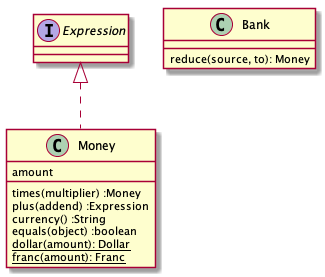 I Expression
C Bank
reduce(source, to): Money
C Money
amount
times(multiplier) :Money
plus(addend) :Expression
currency() :String
equals(object) :boolean
dollar(amount): Dollar
franc(amount): Franc